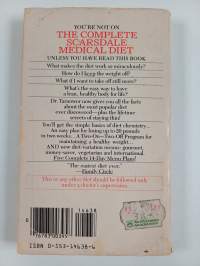 YOU'RE NOT ON
THE COMPLETE
SCARSDALE
MEDICAL DIET
UNLESS YOU HAVE READ THIS BOOK
What makes the diet work so miraculously?
How do I keep the weight off?
What if I want to take off still more?
What's the easy way to have
a lean, healthy body for life?
Dr. Tarnower now gives you all the facts
about the most popular diet
ever discovered—plus the lifetime
secrets of staying thin!
You'll get the simple basics of diet chemistry...
An easy plan for losing up to 20 pounds
in two weeks...A Two-On-Two-Off Program for
maintaining a healthy weight...
AND new diet variation menus: gourmet,
money-saver, vegetarian and international.
Five Complete 14-Day Menu Plans!
"The easiest diet ever."
—Family Circle
This or any other diet should be followed only
under a doctor's supervision.
14638
ISBN 0-553-14638-6